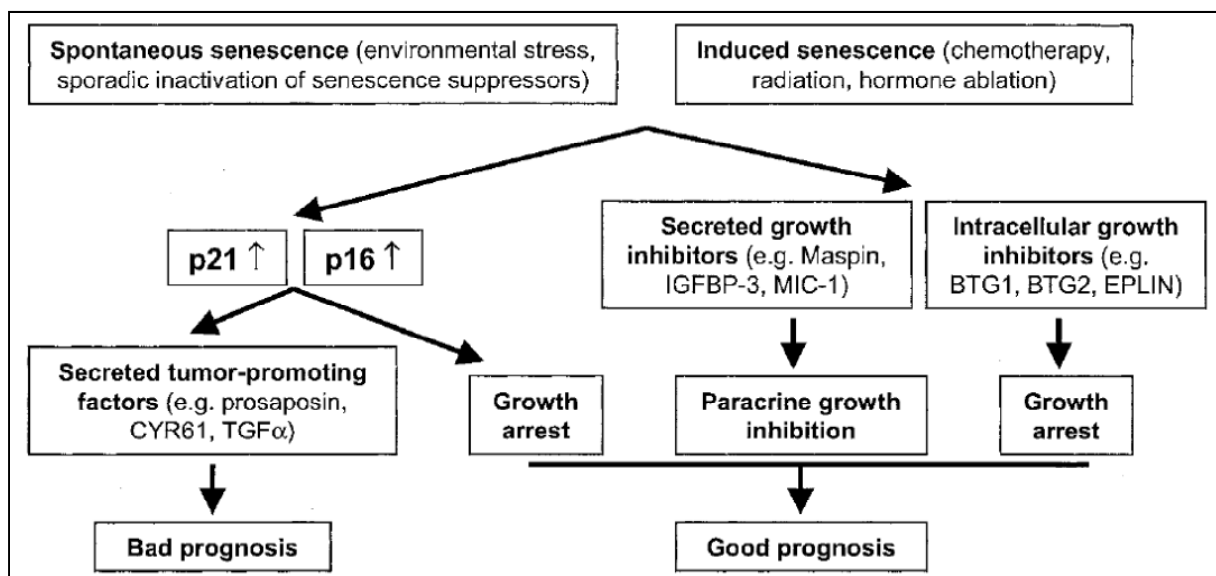 Spontaneous senescence (environmental stress,
sporadic inactivation of senescence suppressors)
Induced senescence (chemotherapy,
radiation, hormone ablation)
p21 ↑
p16 ↑
Secreted growth
inhibitors (e.g. Maspin,
IGFBP-3, MIC-1)
Intracellular growth
inhibitors (e.g.
BTG1, BTG2, EPLIN)
Secreted tumor-promoting
factors (e.g. prosaposin,
CYR61, TGFα)
Growth
arrest
Paracrine growth
inhibition
Growth
arrest
Bad prognosis
Good prognosis